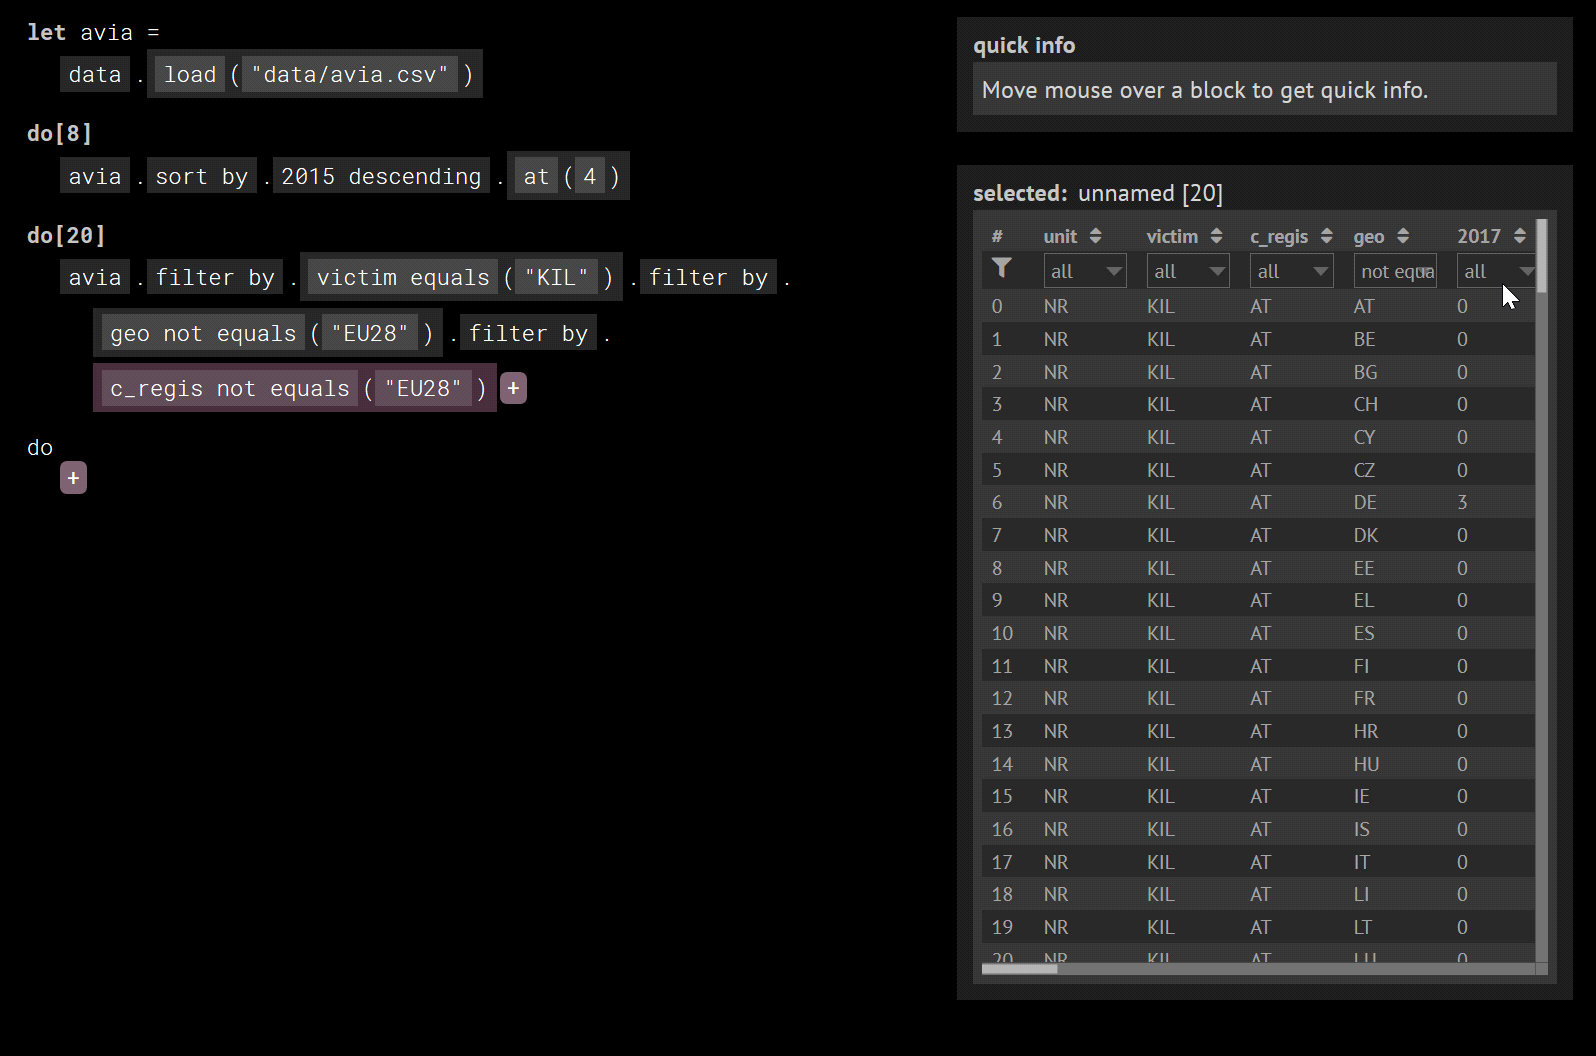 let avia =
data . load ( "data/avia.csv" )
do[8]
avia . sort by . 2015 descending . at ( 4 )
do[20]
avia . filter by . victim equals ( "KIL" ) . filter by .
geo not equals ( "EU28" ) . filter by .
c_regis not equals ( "EU28" ) +
do
+
quick info
Move mouse over a block to get quick info.
selected: unnamed [20]
# unit victim c_regis geo 2017
all all all not equa all
0 NR KIL AT AT 0
1 NR KIL AT BE 0
2 NR KIL AT BG 0
3 NR KIL AT CH 0
4 NR KIL AT CY 0
5 NR KIL AT CZ 0
6 NR KIL AT DE 3
7 NR KIL AT DK 0
8 NR KIL AT EE 0
9 NR KIL AT EL 0
10 NR KIL AT ES 0
11 NR KIL AT FI 0
12 NR KIL AT FR 0
13 NR KIL AT HR 0
14 NR KIL AT HU 0
15 NR KIL AT IE 0
16 NR KIL AT IS 0
17 NR KIL AT IT 0
18 NR KIL AT LI 0
19 NR KIL AT LT 0
20 NR KIL AT LU 0